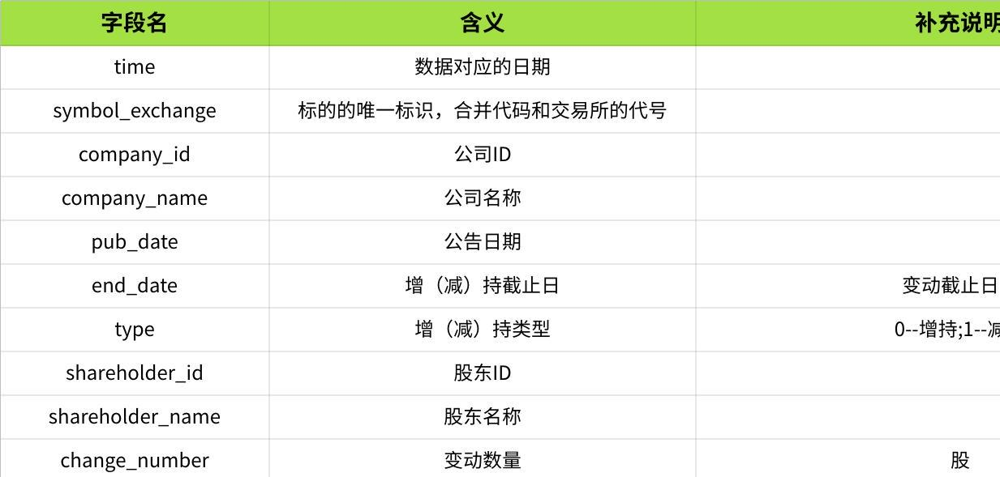 字段名 含义 补充说明
time 数据对应的日期
symbol_exchange 标的的唯一标识，合并代码和交易所的代号
company_id 公司ID
company_name 公司名称
pub_date 公告日期
end_date 增（减）持截止日 变动截止日
type 增（减）持类型 0--增持;1--减
shareholder_id 股东ID
shareholder_name 股东名称
change_number 变动数量 股